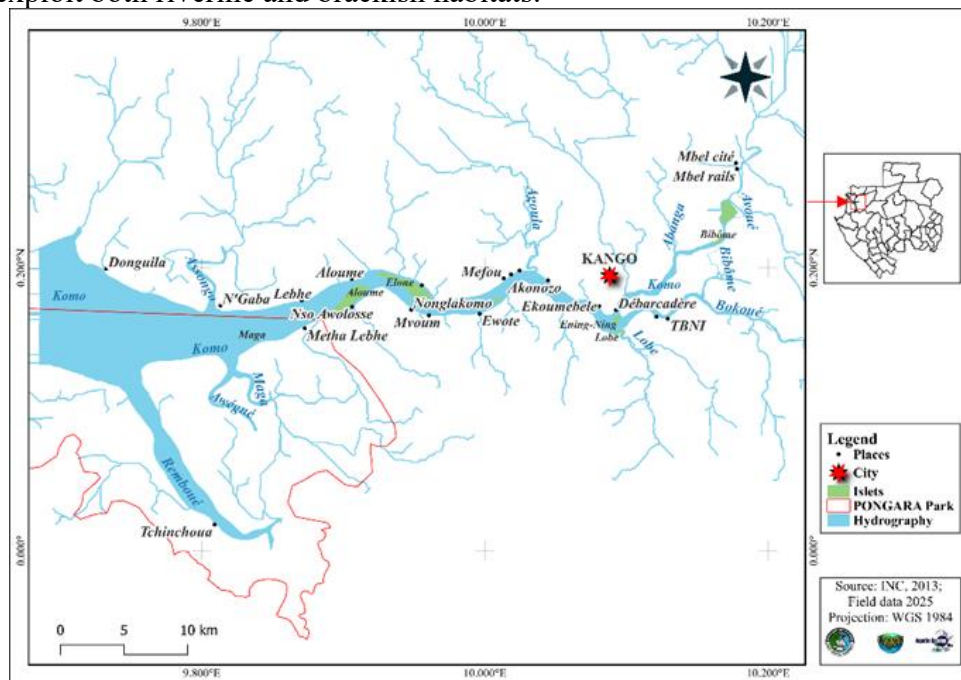 exploit both riverine and brackish habitats.
9.800°E
10.000°E
10.200°E
Mbel cité
Mbel rails
Avoué
Agoula
Abanga
Bibôme
Bibôme
KANGO
0.200°N
0.200°N
Donguila
Assongo
Aloume
Elone
Mefou
Komo
Komo
N'Gaba
Lebhe
Aloume
Nonglakomo
Akonozo
Ekoumebele
Débarcadère
Bokoué
Nso Awolosse
Mvoum
Ewote
Ening-Ning
TBNI
Maga
Metha Lebhe
Lobe
Lobe
Komo
Maga
Awogué
Remboué
Tchinchoua
0.000°N
0.000°N
0
5
10 km
9.800°E
10.000°E
10.200°E
Legend
Places
City
Islets
PONGARA Park
Hydrography
Source: INC, 2013;
Field data 2025
Projection: WGS 1984